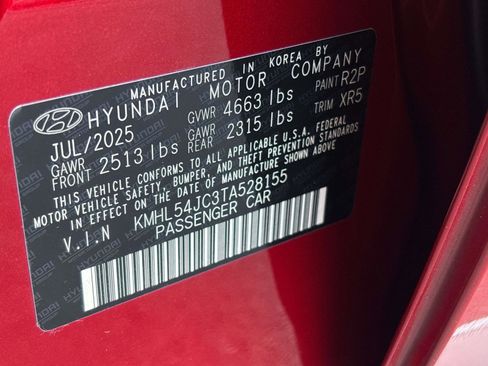 MANUFACTURED IN KOREA BY
HYUNDAI MOTOR COMPANY
JUL/2025 GVWR 4663 lbs PAINT R2P
GAWR FRONT 2513 lbs GAWR REAR 2315 lbs TRIM XR5
THIS VEHICLE CONFORMS TO ALL APPLICABLE U.S.A. FEDERAL
MOTOR VEHICLE SAFETY, BUMPER, AND THEFT PREVENTION STANDARDS
IN EFFECT ON THE DATE OF MANUFACTURE SHOWN ABOVE.
V.I.N KMHL54JC3TA528155
PASSENGER CAR